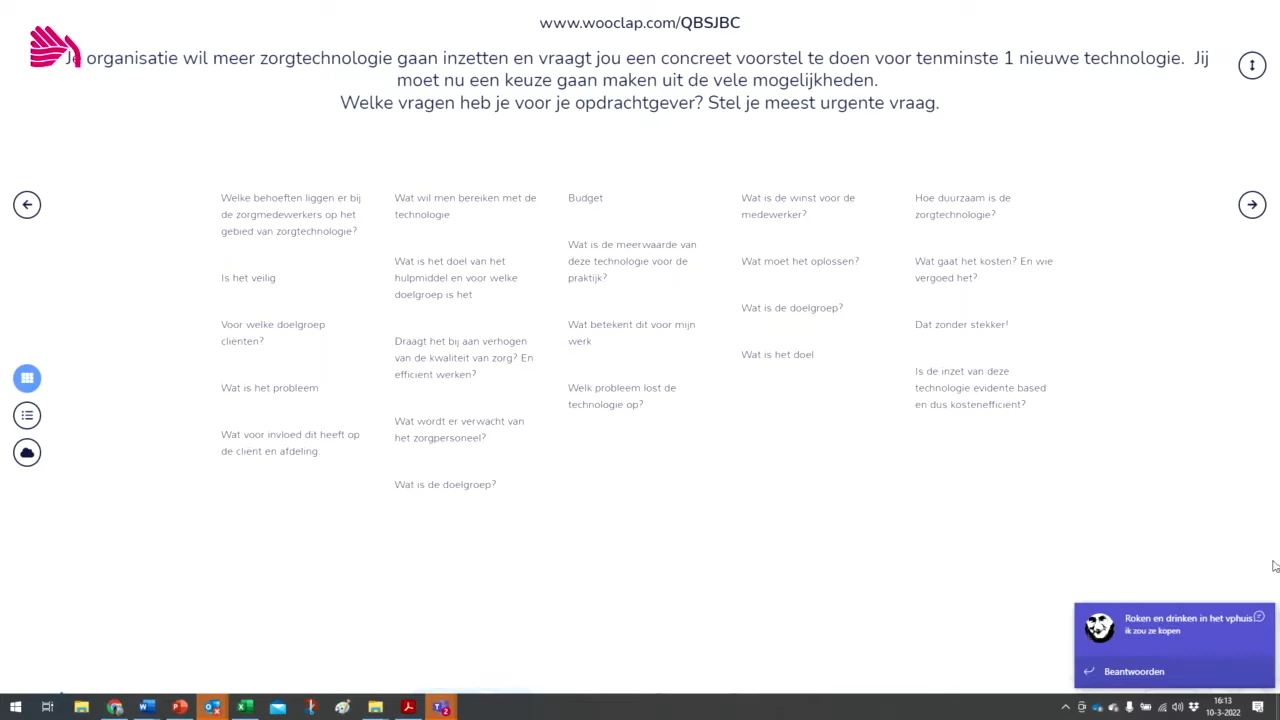 www.wooclap.com/QBSJBC
Je organisatie wil meer zorgtechnologie gaan inzetten en vraagt jou een concreet voorstel te doen voor tenminste 1 nieuwe technologie. Jij
moet nu een keuze gaan maken uit de vele mogelijkheden.
Welke vragen heb je voor je opdrachtgever? Stel je meest urgente vraag.
Welke behoeften liggen er bij
de zorgmedewerkers op het
gebied van zorgtechnologie?
Is het veilig
Voor welke doelgroep
cliënten?
Wat is het probleem
Wat voor invloed dit heeft op
de client en afdeling.
Wat wil men bereiken met de
technologie
Wat is het doel van het
hulpmiddel en voor welke
doelgroep is het
Draagt het bij aan verhogen
van de kwaliteit van zorg? En
efficient werken?
Wat wordt er verwacht van
het zorgpersoneel?
Wat is de doelgroep?
Budget
Wat is de meerwaarde van
deze technologie voor de
praktijk?
Wat betekent dit voor mijn
werk
Welk probleem lost de
technologie op?
Wat is de winst voor de
medewerker?
Wat moet het oplossen?
Wat is de doelgroep?
Wat is het doel
Hoe duurzaam is de
zorgtechnologie?
Wat gaat het kosten? En wie
vergoed het?
Dat zonder stekker!
Is de inzet van deze
technologie evidente based
en dus kostenefficient?
Roken en drinken in het vphuis
ik zou ze kopen
Beantwoorden
16:13
10-3-2022